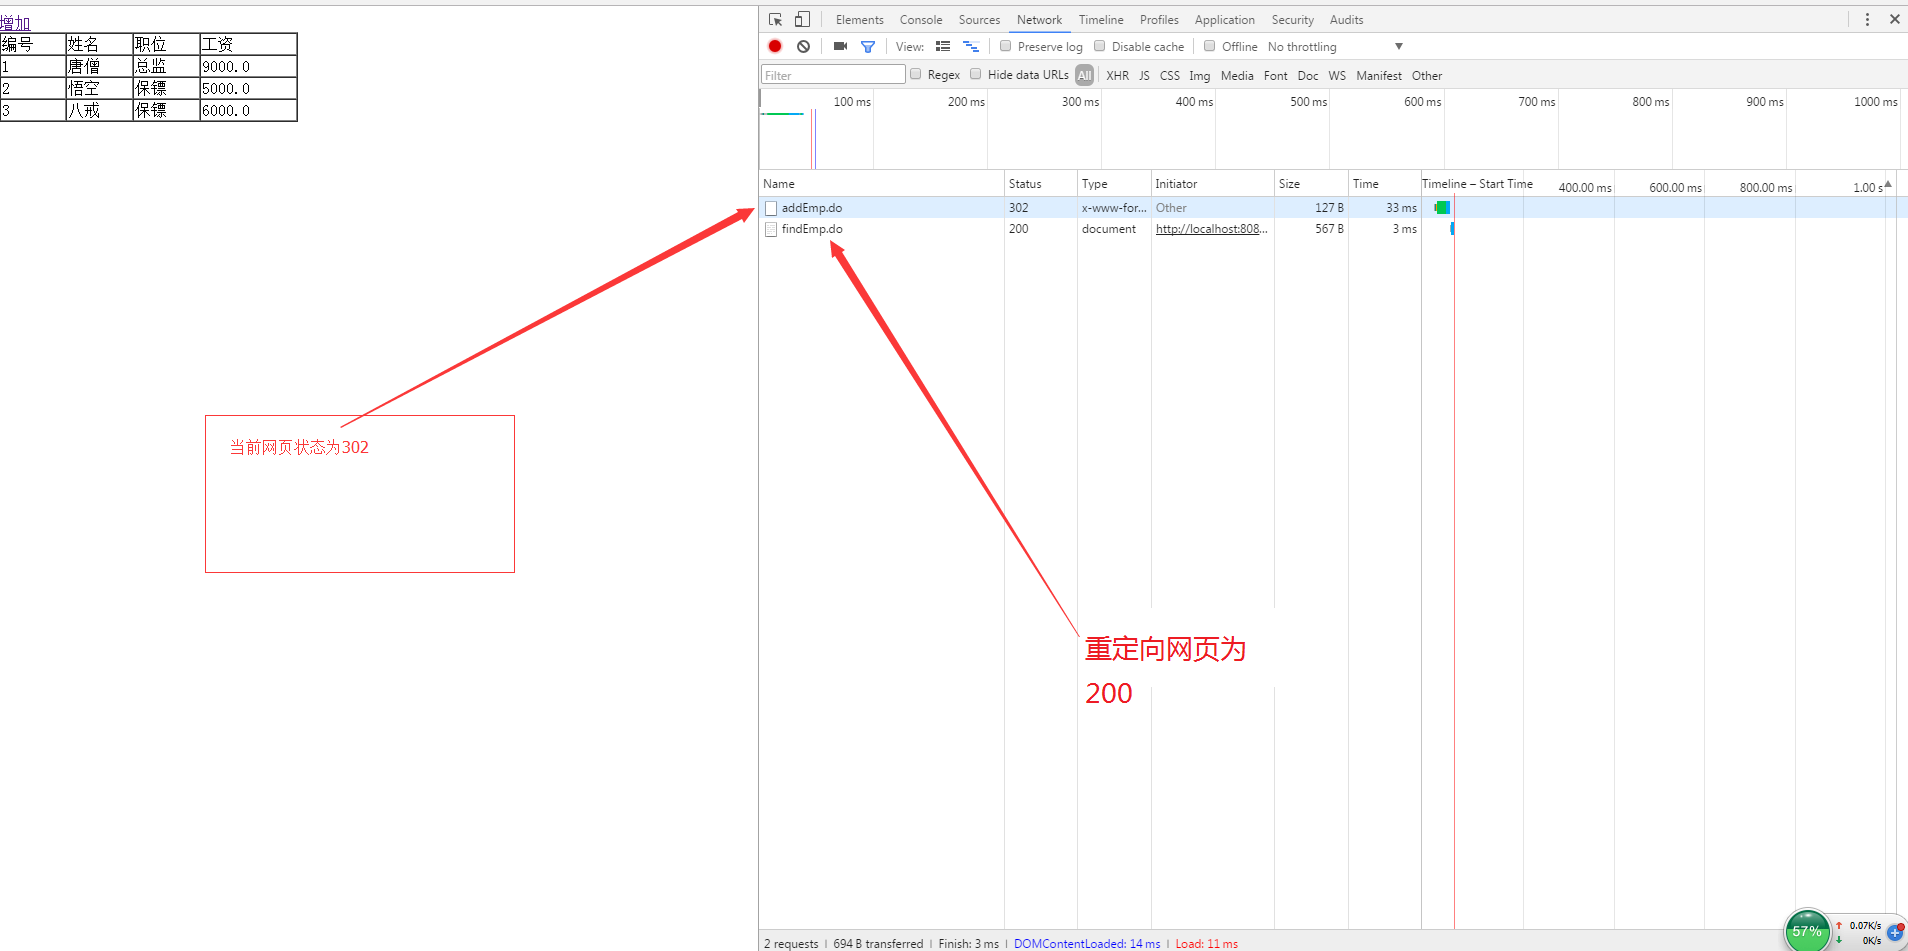 增加
编号 姓名 职位 工资
1 唐僧 总监 9000.0
2 悟空 保镖 5000.0
3 八戒 保镖 6000.0
当前网页状态为302
Elements Console Sources Network Timeline Profiles Application Security Audits
View: Preserve log Disable cache Offline No throttling
Filter Regex Hide data URLs All XHR JS CSS Img Media Font Doc WS Manifest Other
100 ms 200 ms 300 ms 400 ms 500 ms 600 ms 700 ms 800 ms 900 ms 1000 ms
Name Status Type Initiator Size Time Timeline – Start Time 400.00 ms 600.00 ms 800.00 ms 1.00 s
addEmp.do 302 x-www-for... Other 127 B 33 ms
findEmp.do 200 document http://localhost:808... 567 B 3 ms
重定向网页为
200
2 requests | 694 B transferred | Finish: 3 ms | DOMContentLoaded: 14 ms | Load: 11 ms
57% 0.07K/s
0K/s